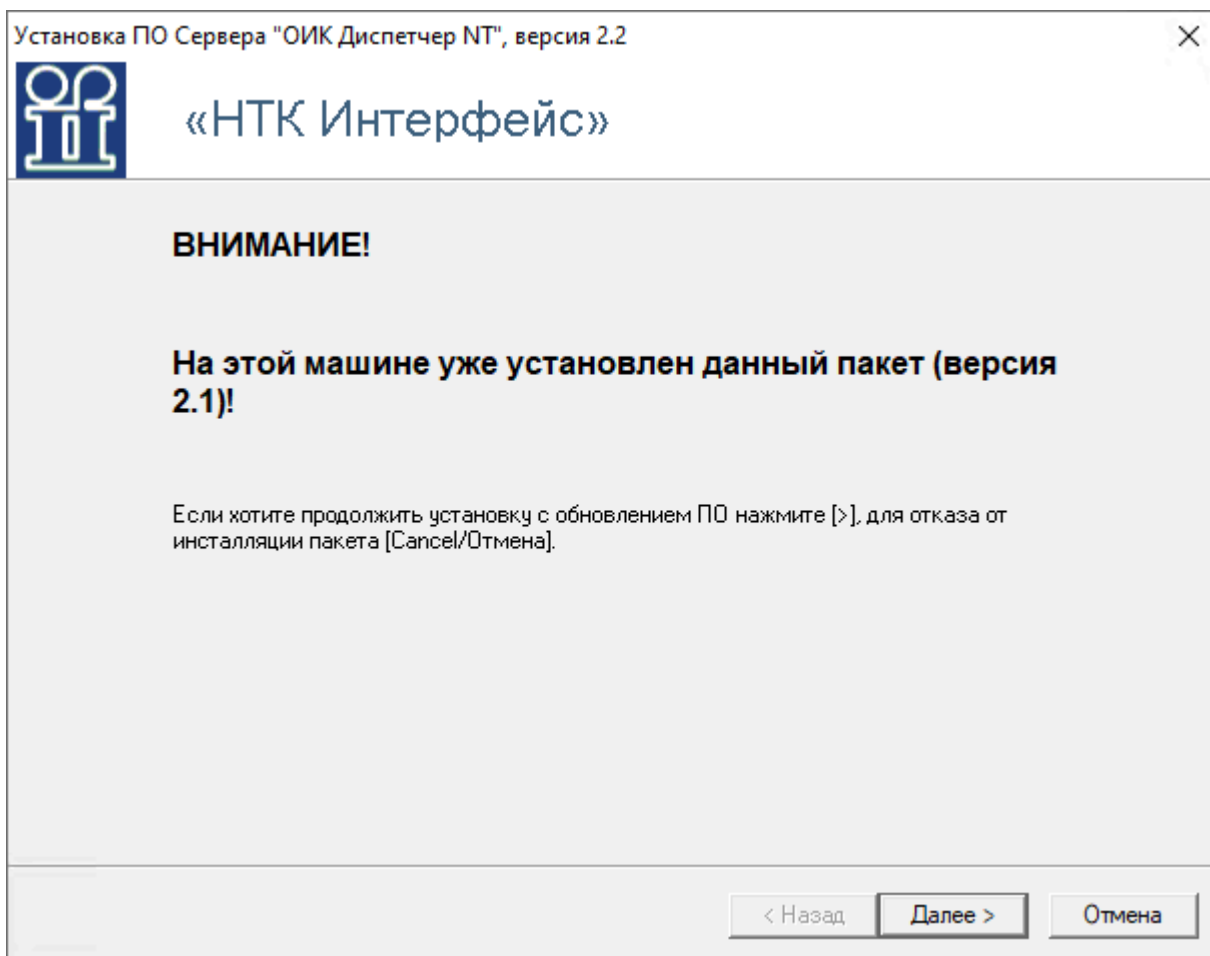 Установка ПО Сервера "ОИК Диспетчер NT", версия 2.2
«НТК Интерфейс»
ВНИМАНИЕ!
На этой машине уже установлен данный пакет (версия
2.1)!
Если хотите продолжить установку с обновлением ПО нажмите [>], для отказа от
инсталляции пакета [Cancel/Отмена].
< Назад Далее > Отмена